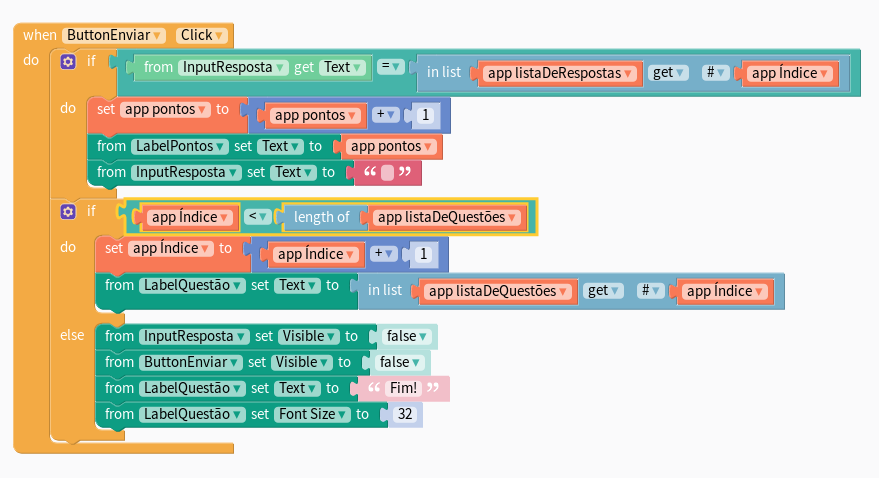 when ButtonEnviar Click
do if from InputResposta get Text = in list app listaDeRespostas get # app Índice
do set app pontos to app pontos + 1
from LabelPontos set Text to app pontos
from InputResposta set Text to “ ”
if app Índice < length of app listaDeQuestões
do set app Índice to app Índice + 1
from LabelQuestão set Text to in list app listaDeQuestões get # app Índice
else from InputResposta set Visible to false
from ButtonEnviar set Visible to false
from LabelQuestão set Text to “ Fim! ”
from LabelQuestão set Font Size to 32